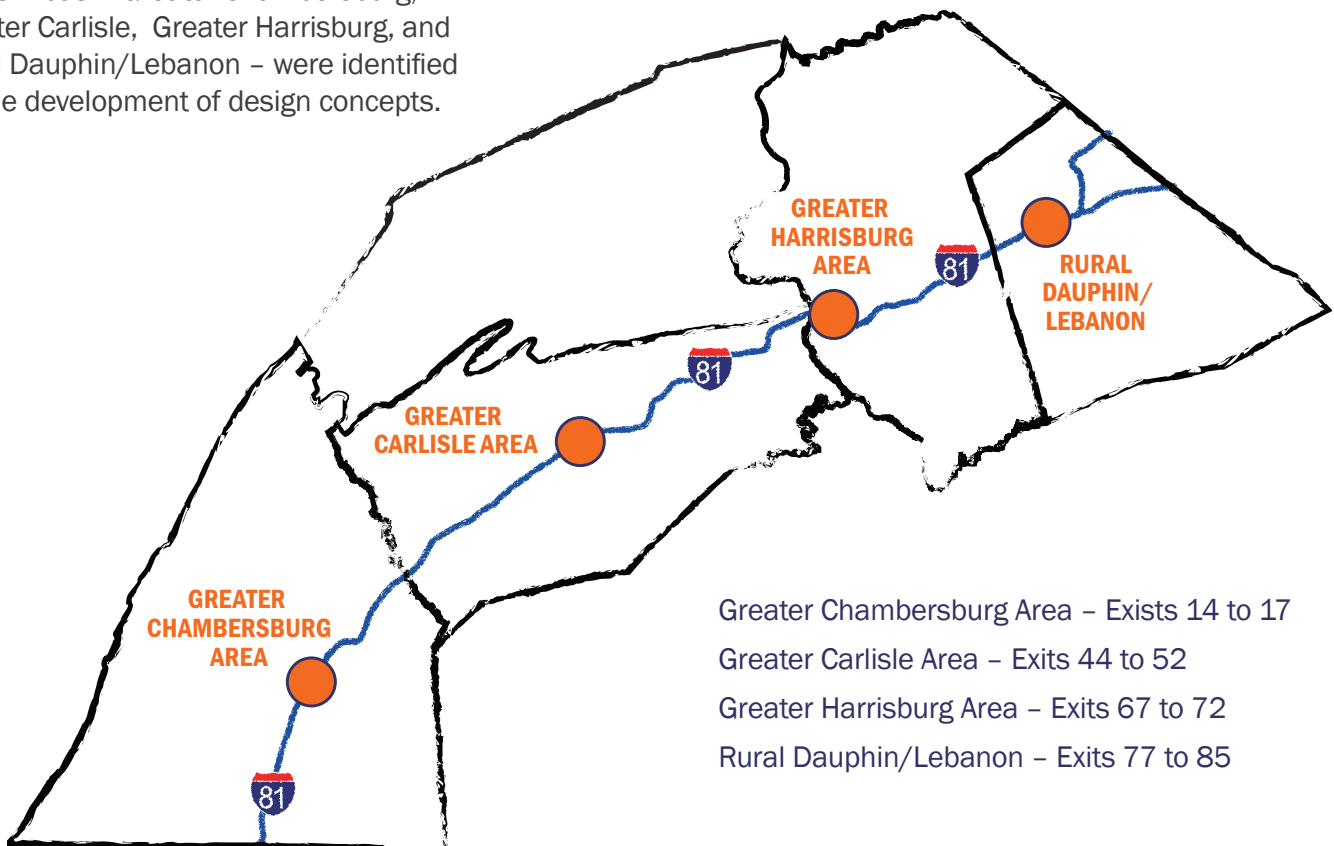 ter Carlisle, Greater Harrisburg, and
Dauphin/Lebanon – were identified
e development of design concepts.
GREATER
HARRISBURG
AREA
81
RURAL
DAUPHIN/
LEBANON
81
GREATER
CARLISLE AREA
GREATER
CHAMBERSBURG
AREA
81
Greater Chambersburg Area – Exists 14 to 17
Greater Carlisle Area – Exits 44 to 52
Greater Harrisburg Area – Exits 67 to 72
Rural Dauphin/Lebanon – Exits 77 to 85